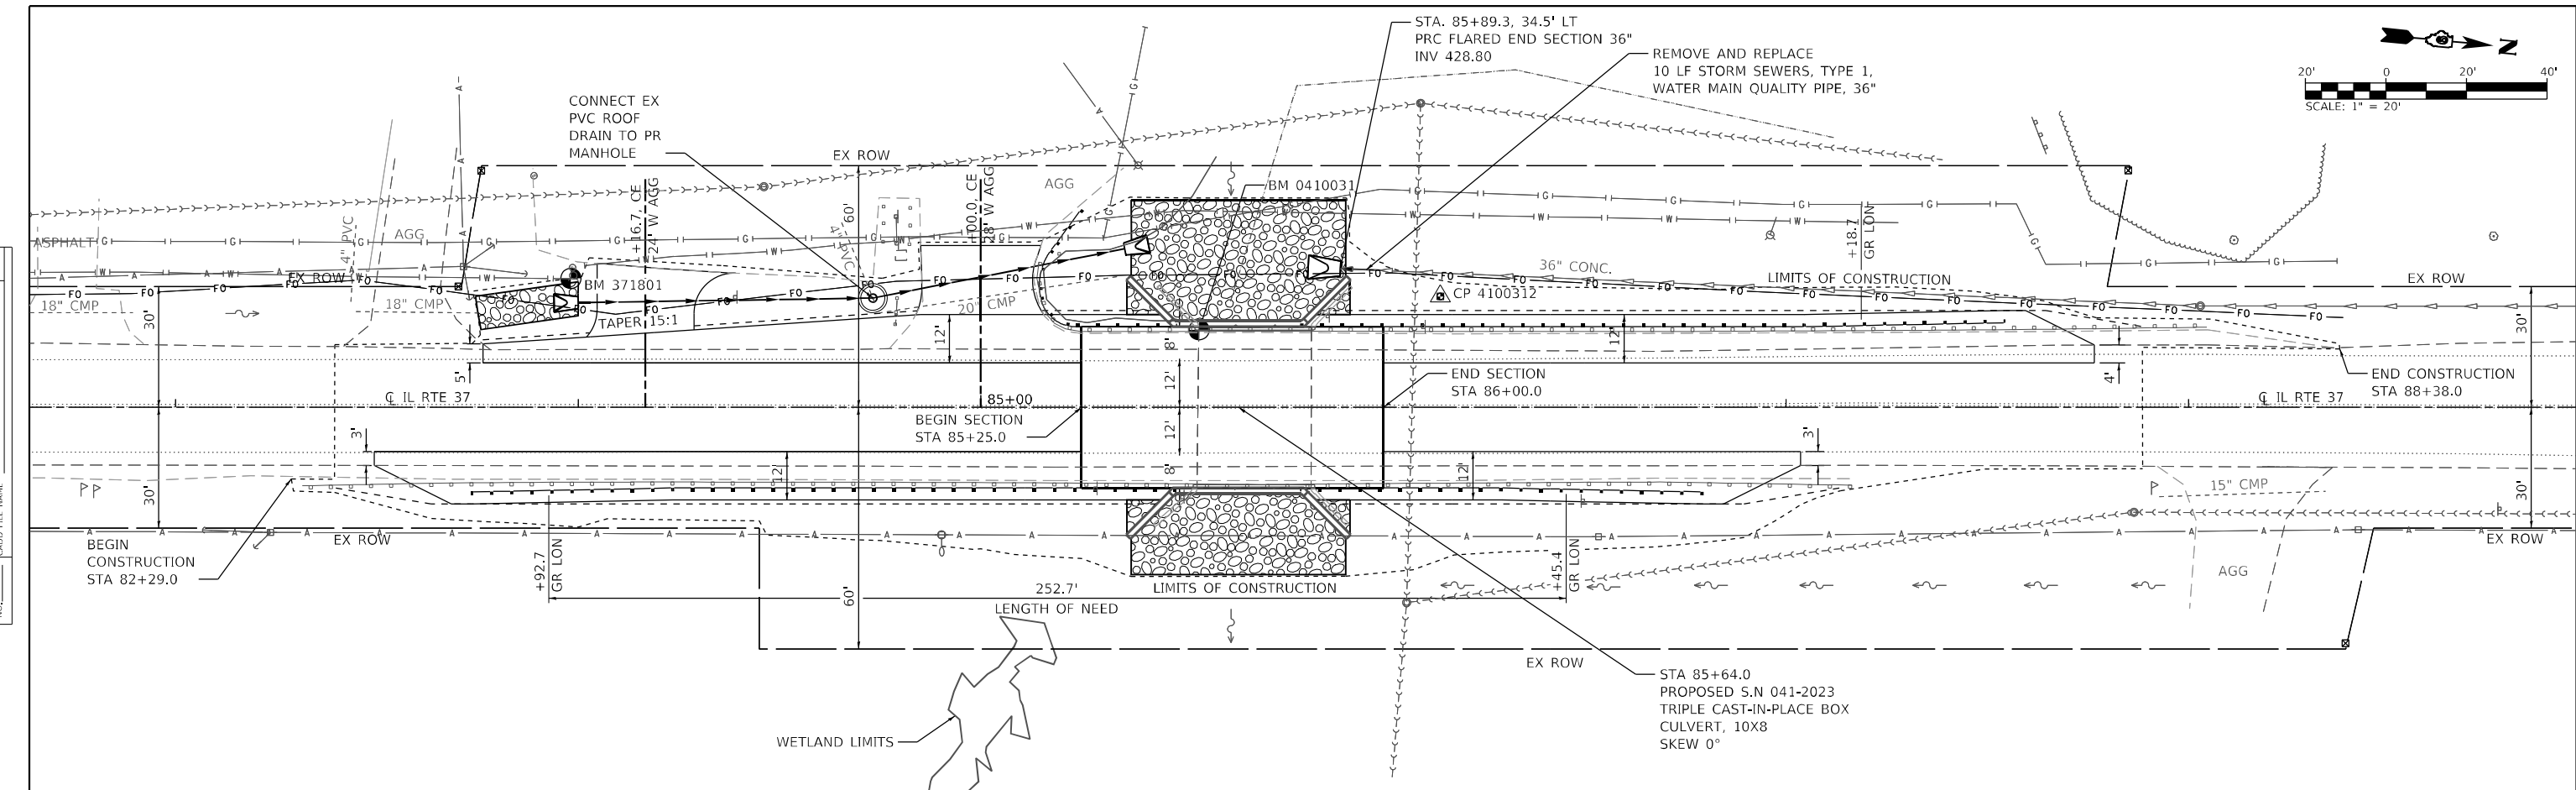 STA. 85+89.3, 34.5' LT
PRC FLARED END SECTION 36"
INV 428.80
REMOVE AND REPLACE
10 LF STORM SEWERS, TYPE 1,
WATER MAIN QUALITY PIPE, 36"
N
20' 0 20' 40'
SCALE: 1" = 20'
CONNECT EX
PVC ROOF
DRAIN TO PR
MANHOLE
EX ROW
AGG
BM 0410031
60'
+16.7, CE
24' W AGG
+00.0, CE
28' W AGG
4" PVC
4" PVC
ASPHALT
AGG
+18.7
GR LON
EX ROW
BM 371801
36" CONC.
LIMITS OF CONSTRUCTION
EX ROW
CP 4100312
18" CMP
18" CMP
20" CMP
TAPER 15:1
30'
12'
8'
12'
30'
5'
12'
4'
END SECTION
STA 86+00.0
END CONSTRUCTION
STA 88+38.0
℄ IL RTE 37
85+00
℄ IL RTE 37
BEGIN SECTION
STA 85+25.0
12'
3'
3'
30'
12'
8'
12'
30'
15" CMP
BEGIN
CONSTRUCTION
STA 82+29.0
EX ROW
EX ROW
+92.7
GR LON
+45.4
GR LON
AGG
252.7'
LENGTH OF NEED
LIMITS OF CONSTRUCTION
60'
EX ROW
STA 85+64.0
PROPOSED S.N 041-2023
TRIPLE CAST-IN-PLACE BOX
CULVERT, 10X8
SKEW 0°
WETLAND LIMITS